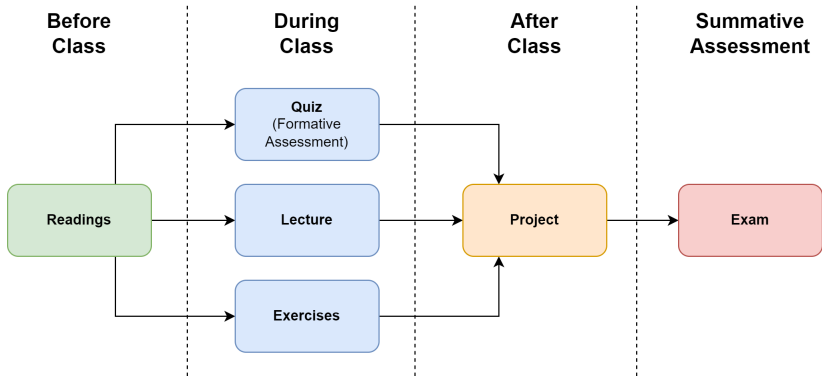 Before
Class
During
Class
After
Class
Summative
Assessment
Quiz
(Formative
Assessment)
Readings
Lecture
Project
Exam
Exercises